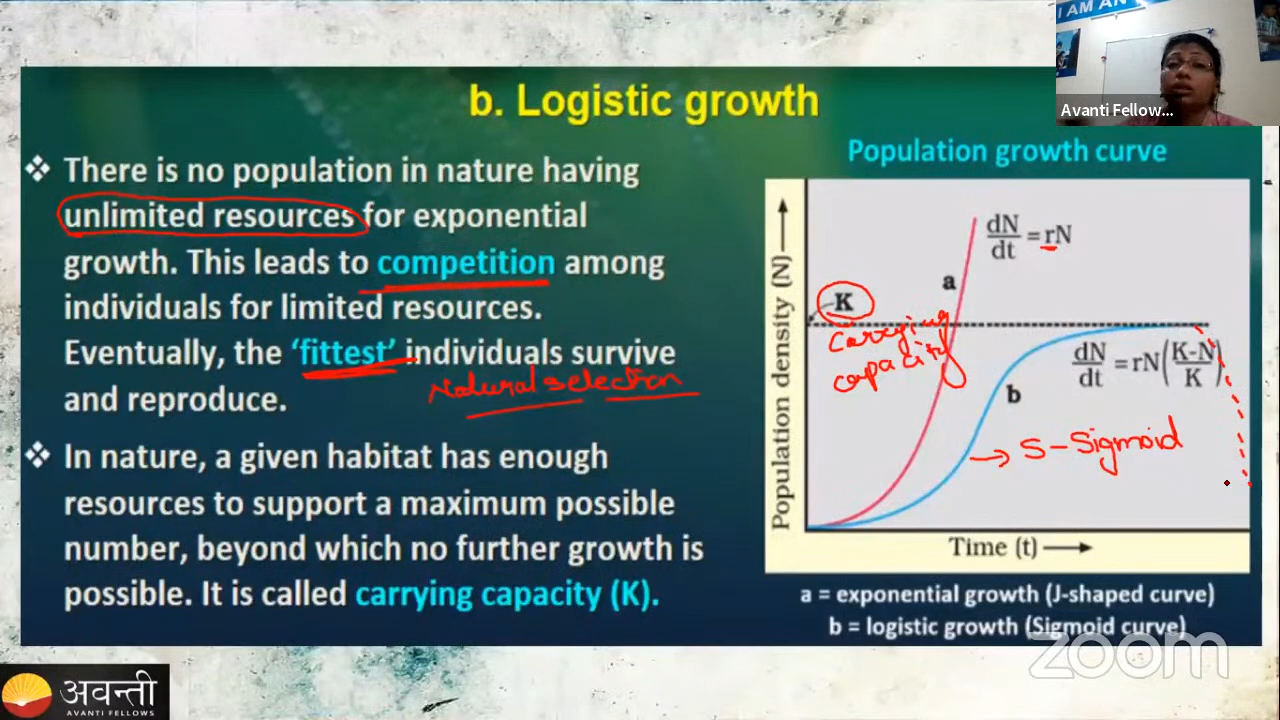 I AM AN
Avanti Fellow...
b. Logistic growth
❖ There is no population in nature having
unlimited resources for exponential
growth. This leads to competition among
individuals for limited resources.
Eventually, the 'fittest' individuals survive
Natural selection
and reproduce.
❖ In nature, a given habitat has enough
resources to support a maximum possible
number, beyond which no further growth is
possible. It is called carrying capacity (K).
Population growth curve
Population density (N)
dN/dt = rN
a
K
Carrying
capacity
dN/dt = rN(K-N/K)
b
→ S - Sigmoid
Time (t)
a = exponential growth (J-shaped curve)
b = logistic growth (Sigmoid curve)
zoom
अवन्ती
AVANTI FELLOWS